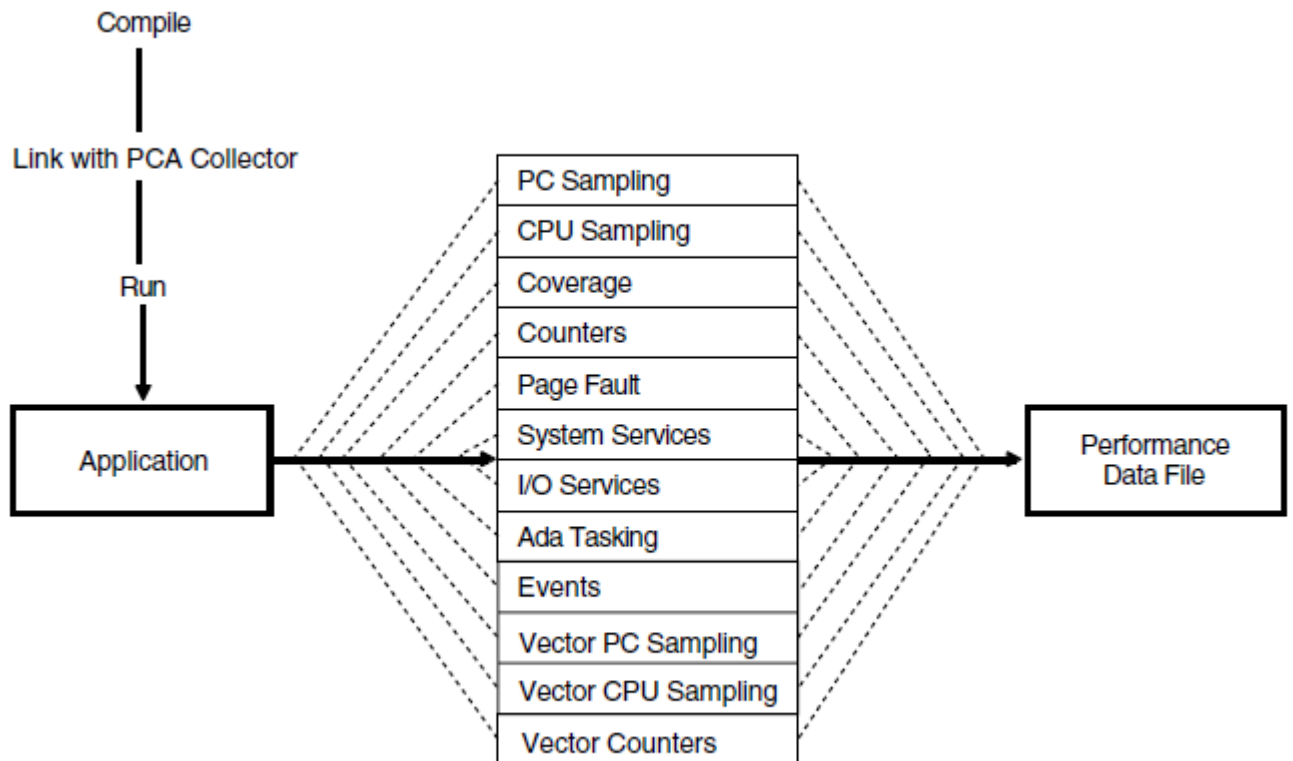 Compile
Link with PCA Collector
Run
Application
PC Sampling
CPU Sampling
Coverage
Counters
Page Fault
System Services
I/O Services
Ada Tasking
Events
Vector PC Sampling
Vector CPU Sampling
Vector Counters
Performance
Data File